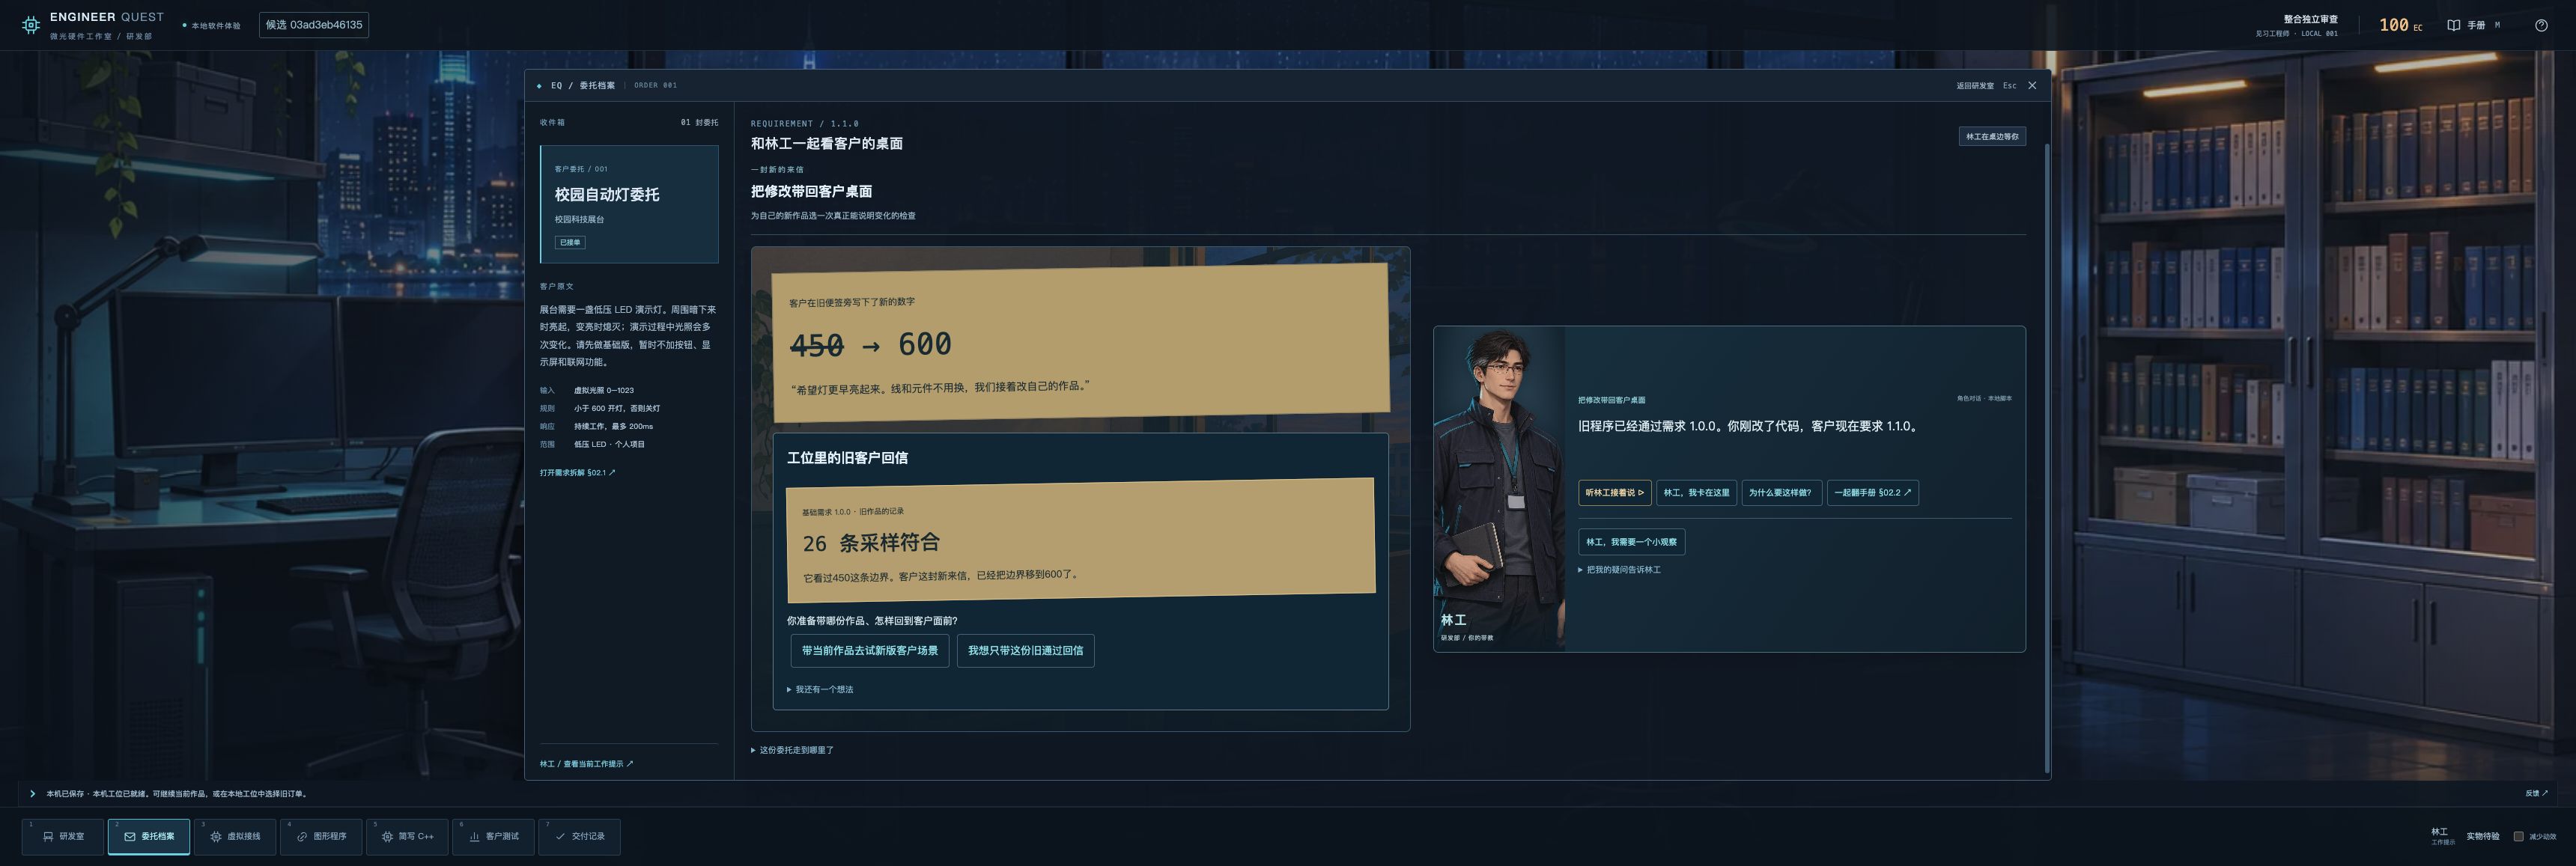 ENGINEER QUEST
微光硬件工作室 / 研发部
本地软件体验
候选 03ad3eb46135
整合独立审查
见习工程师 · LOCAL 001
100 EC
手册 M
EQ / 委托档案 | ORDER 001
返回研发室 Esc
收件箱
01 封委托
客户委托 / 001
校园自动灯委托
校园科技展台
已接单
客户原文
展台需要一盏低压 LED 演示灯。周围暗下来
时亮起，变亮时熄灭；演示过程中光照会多
次变化。请先做基础版，暂时不加按钮、显
示屏和联网功能。
输入 虚拟光照 0—1023
规则 小于 600 开灯，否则关灯
响应 持续工作，最多 200ms
范围 低压 LED · 个人项目
打开需求拆解 §02.1 ↗
林工 / 查看当前工作提示 ↗
REQUIREMENT / 1.1.0
和林工一起看客户的桌面
林工在桌边等你
一封新的来信
把修改带回客户桌面
为自己的新作品选一次真正能说明变化的检查
客户在旧便签旁写下了新的数字
450 → 600
“希望灯更早亮起来。线和元件不用换，我们接着改自己的作品。”
工位里的旧客户回信
基础需求 1.0.0 · 旧作品的记录
26 条采样符合
它看过450这条边界。客户这封新来信，已经把边界移到600了。
你准备带哪份作品、怎样回到客户面前？
带当前作品去试新版客户场景
我想只带这份旧通过回信
我还有一个想法
这份委托走到哪里了
林工
研发部 / 你的带教
把修改带回客户桌面
角色对话 · 本地脚本
旧程序已经通过需求 1.0.0。你刚改了代码，客户现在要求 1.1.0。
听林工接着说
林工，我卡在这里
为什么要这样做？
一起翻手册 §02.2 ↗
林工，我需要一个小观察
把我的疑问告诉林工
本机已保存 · 本机工位已就绪。可继续当前作品，或在本地工位中选择旧订单。
反馈 ↗
1 研发室
2 委托档案
3 虚拟接线
4 图形程序
5 简写 C++
6 客户测试
7 交付记录
林工
工作提示
实物待验
减少动效